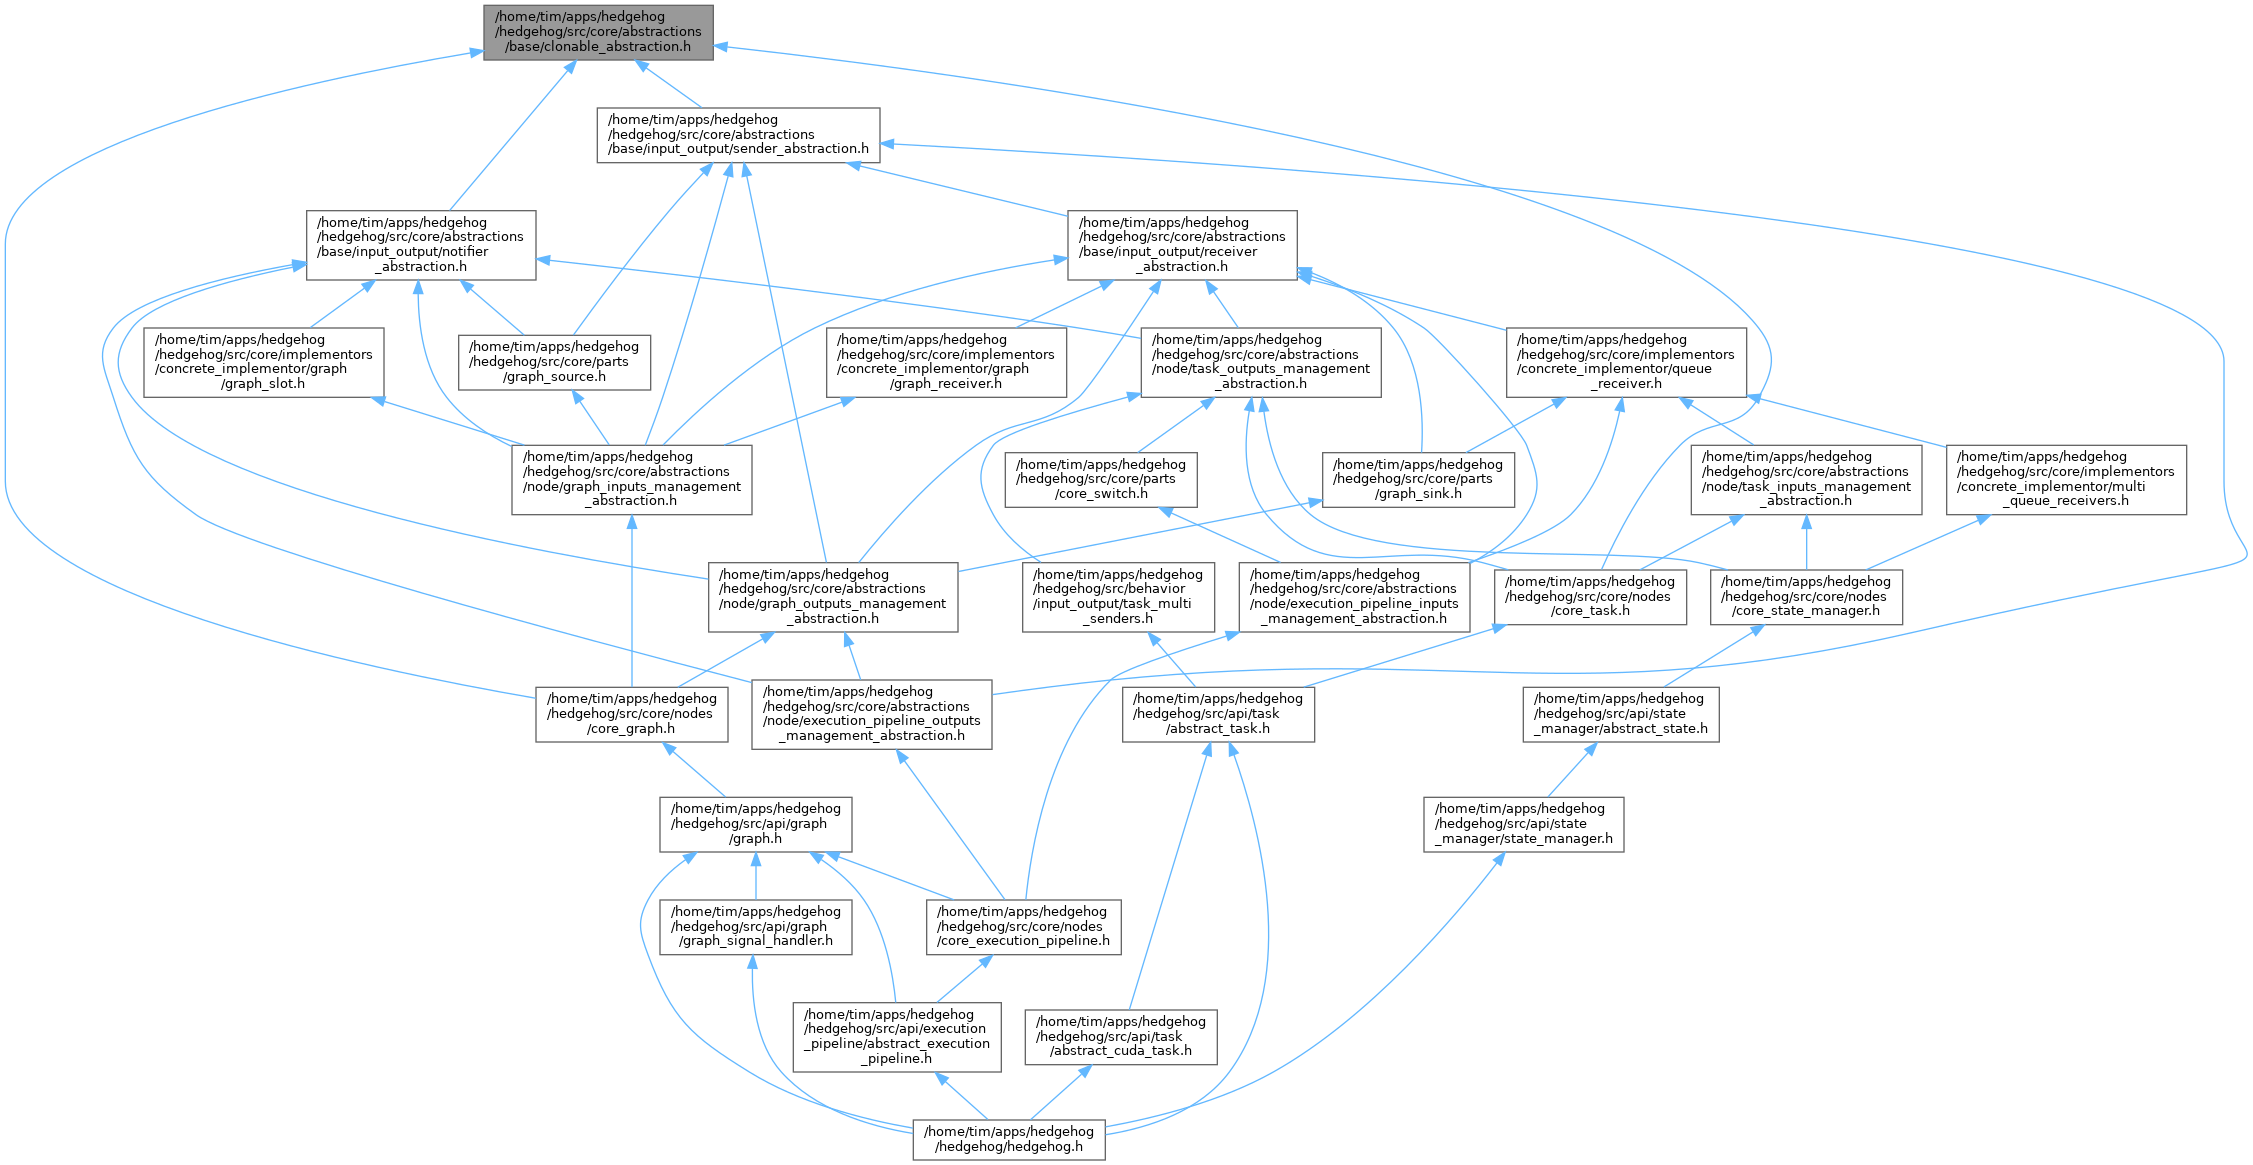 /home/tim/apps/hedgehog
/hedgehog/src/core/abstractions
/base/clonable_abstraction.h
/home/tim/apps/hedgehog
/hedgehog/src/core/abstractions
/base/input_output/sender_abstraction.h
/home/tim/apps/hedgehog
/hedgehog/src/core/abstractions
/base/input_output/notifier
_abstraction.h
/home/tim/apps/hedgehog
/hedgehog/src/core/abstractions
/base/input_output/receiver
_abstraction.h
/home/tim/apps/hedgehog
/hedgehog/src/core/implementors
/concrete_implementor/graph
/graph_slot.h
/home/tim/apps/hedgehog
/hedgehog/src/core/parts
/graph_source.h
/home/tim/apps/hedgehog
/hedgehog/src/core/implementors
/concrete_implementor/graph
/graph_receiver.h
/home/tim/apps/hedgehog
/hedgehog/src/core/abstractions
/node/task_outputs_management
_abstraction.h
/home/tim/apps/hedgehog
/hedgehog/src/core/implementors
/concrete_implementor/queue
_receiver.h
/home/tim/apps/hedgehog
/hedgehog/src/core/abstractions
/node/graph_inputs_management
_abstraction.h
/home/tim/apps/hedgehog
/hedgehog/src/core/parts
/core_switch.h
/home/tim/apps/hedgehog
/hedgehog/src/core/parts
/graph_sink.h
/home/tim/apps/hedgehog
/hedgehog/src/core/abstractions
/node/task_inputs_management
_abstraction.h
/home/tim/apps/hedgehog
/hedgehog/src/core/implementors
/concrete_implementor/multi
_queue_receivers.h
/home/tim/apps/hedgehog
/hedgehog/src/core/abstractions
/node/graph_outputs_management
_abstraction.h
/home/tim/apps/hedgehog
/hedgehog/src/behavior
/input_output/task_multi
_senders.h
/home/tim/apps/hedgehog
/hedgehog/src/core/abstractions
/node/execution_pipeline_inputs
_management_abstraction.h
/home/tim/apps/hedgehog
/hedgehog/src/core/nodes
/core_task.h
/home/tim/apps/hedgehog
/hedgehog/src/core/nodes
/core_state_manager.h
/home/tim/apps/hedgehog
/hedgehog/src/core/nodes
/core_graph.h
/home/tim/apps/hedgehog
/hedgehog/src/core/abstractions
/node/execution_pipeline_outputs
_management_abstraction.h
/home/tim/apps/hedgehog
/hedgehog/src/api/task
/abstract_task.h
/home/tim/apps/hedgehog
/hedgehog/src/api/state
_manager/abstract_state.h
/home/tim/apps/hedgehog
/hedgehog/src/api/graph
/graph.h
/home/tim/apps/hedgehog
/hedgehog/src/api/state
_manager/state_manager.h
/home/tim/apps/hedgehog
/hedgehog/src/api/graph
/graph_signal_handler.h
/home/tim/apps/hedgehog
/hedgehog/src/core/nodes
/core_execution_pipeline.h
/home/tim/apps/hedgehog
/hedgehog/src/api/execution
_pipeline/abstract_execution
_pipeline.h
/home/tim/apps/hedgehog
/hedgehog/src/api/task
/abstract_cuda_task.h
/home/tim/apps/hedgehog
/hedgehog/hedgehog.h